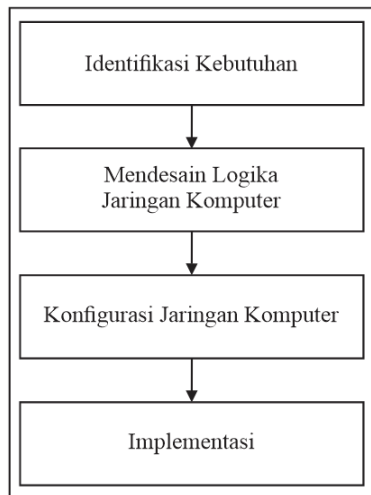 Identifikasi Kebutuhan
Mendesain Logika
Jaringan Komputer
Konfigurasi Jaringan Komputer
Implementasi